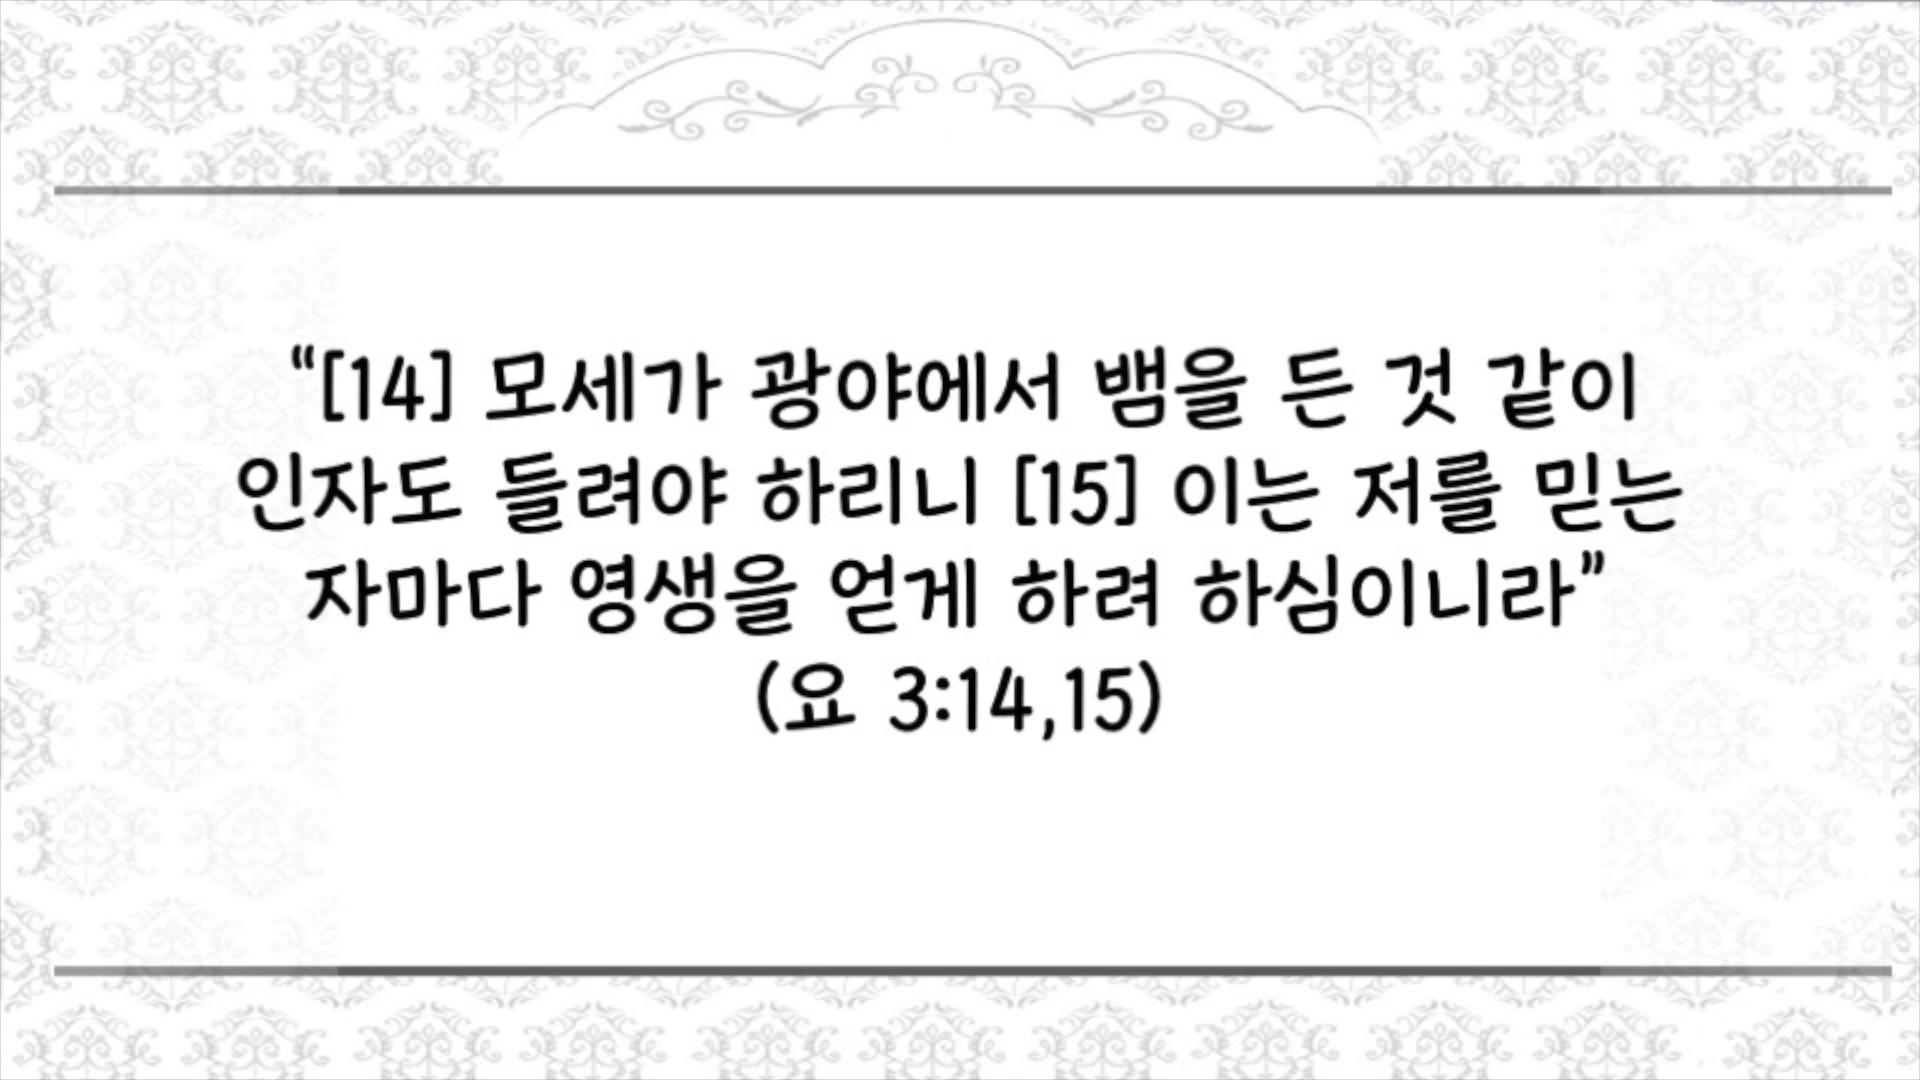 “[14] 모세가 광야에서 뱀을 든 것 같이
인자도 들려야 하리니 [15] 이는 저를 믿는
자마다 영생을 얻게 하려 하심이니라”
(요 3:14,15)